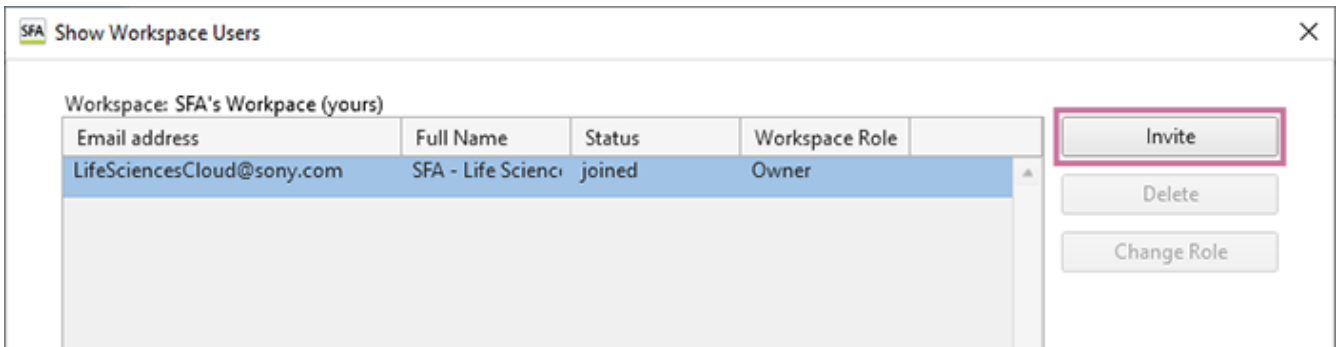 SFA Show Workspace Users
Workspace: SFA's Workpace (yours)
Email address Full Name Status Workspace Role
Invite
LifeSciencesCloud@sony.com SFA - Life Scienc joined Owner
Delete
Change Role